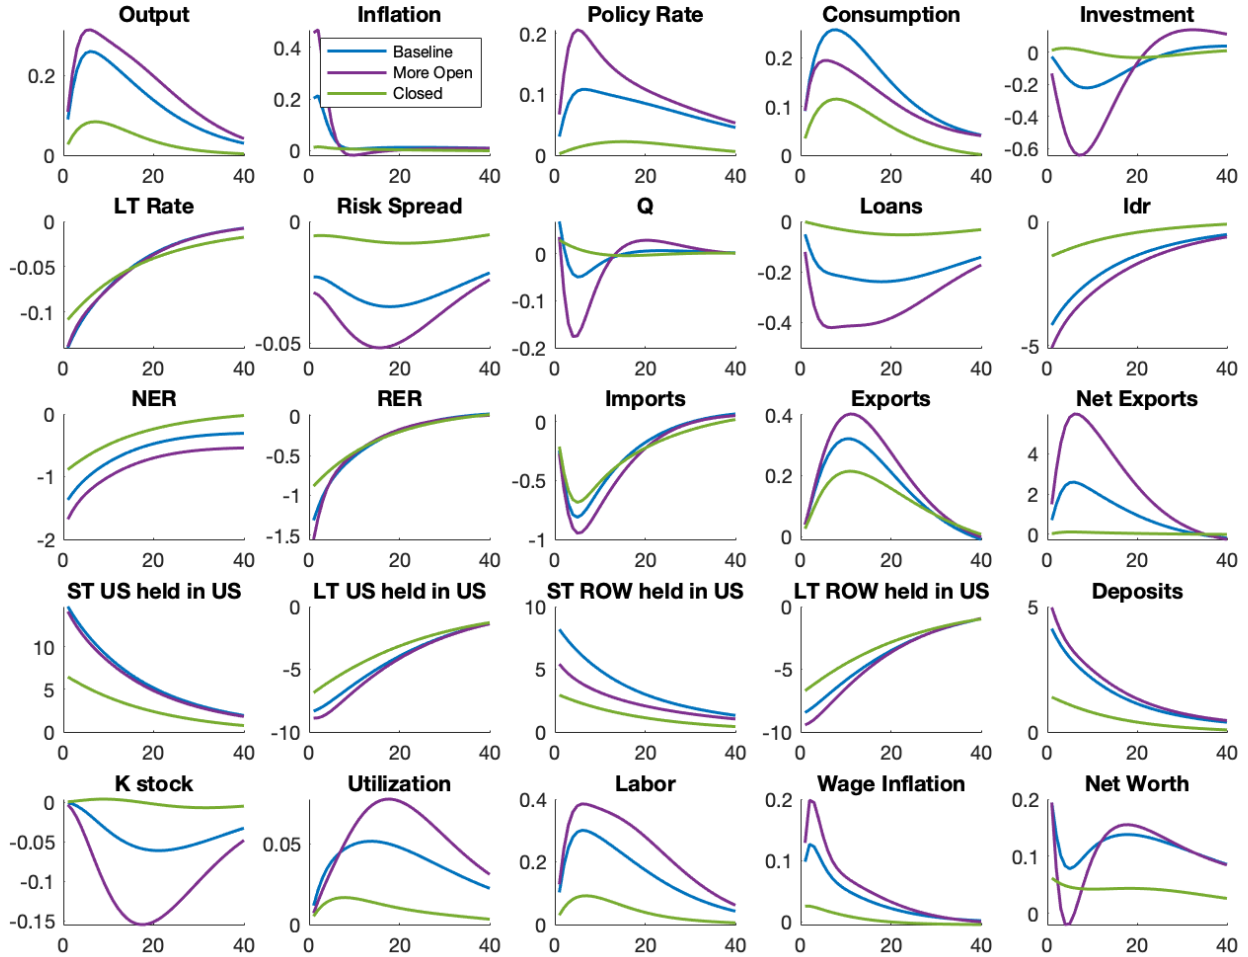 Output
Inflation
Policy Rate
Consumption
Investment
0.2
0
0 20 40
0.4
0.2
0
0 20 40
Baseline
More Open
Closed
0.2
0.1
0
0 20 40
0.2
0.1
0
0 20 40
0
-0.2
-0.4
-0.6
0 20 40
LT Rate
Risk Spread
Q
Loans
ldr
0
-0.05
-0.1
0 20 40
0
-0.05
0 20 40
0
-0.1
-0.2
0 20 40
0
-0.2
-0.4
0 20 40
0
-5
0 20 40
NER
RER
Imports
Exports
Net Exports
0
-1
-2
0 20 40
0
-0.5
-1
-1.5
0 20 40
0
-0.5
-1
0 20 40
0.4
0.2
0
0 20 40
4
2
0
0 20 40
ST US held in US
LT US held in US
ST ROW held in US
LT ROW held in US
Deposits
10
5
0
0 20 40
0
-5
-10
0 20 40
10
5
0
0 20 40
0
-5
-10
0 20 40
5
0
0 20 40
K stock
Utilization
Labor
Wage Inflation
Net Worth
0
-0.05
-0.1
-0.15
0 20 40
0.05
0
0 20 40
0.4
0.2
0
0 20 40
0.2
0.1
0
0 20 40
0.2
0.1
0
0 20 40